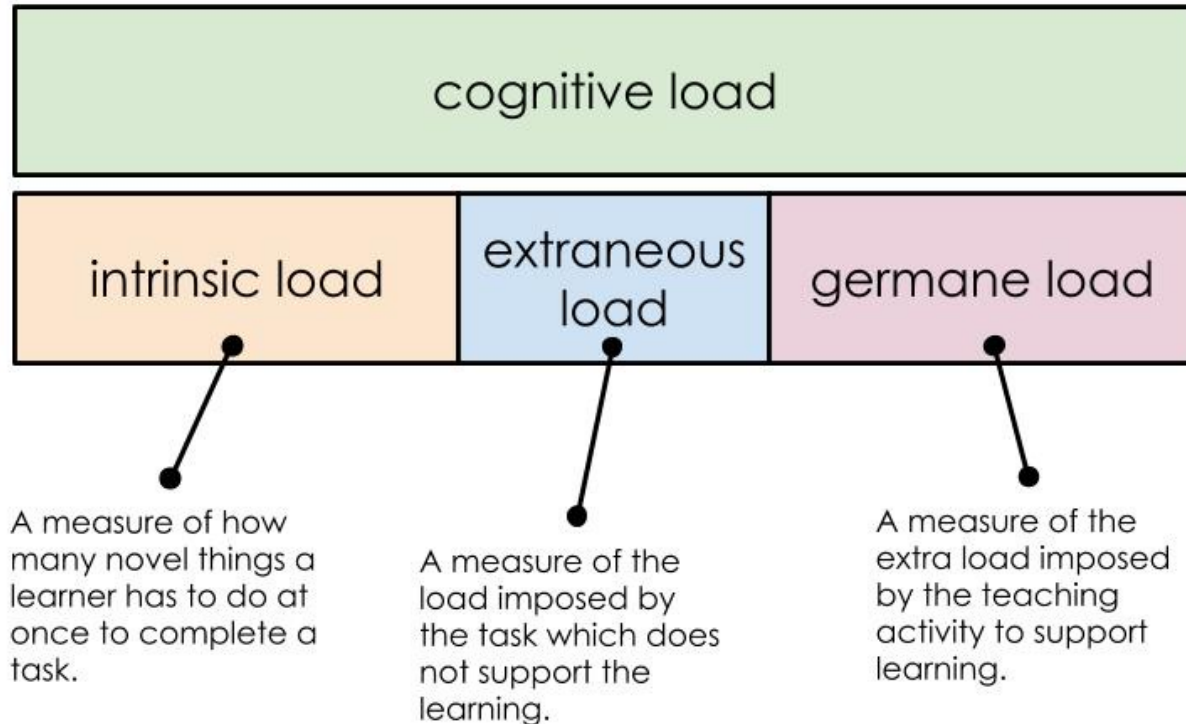 cognitive load
intrinsic load
extraneous
load
germane load
A measure of how
many novel things a
learner has to do at
once to complete a
task.
A measure of the
load imposed by
the task which does
not support the
learning.
A measure of the
extra load imposed
by the teaching
activity to support
learning.